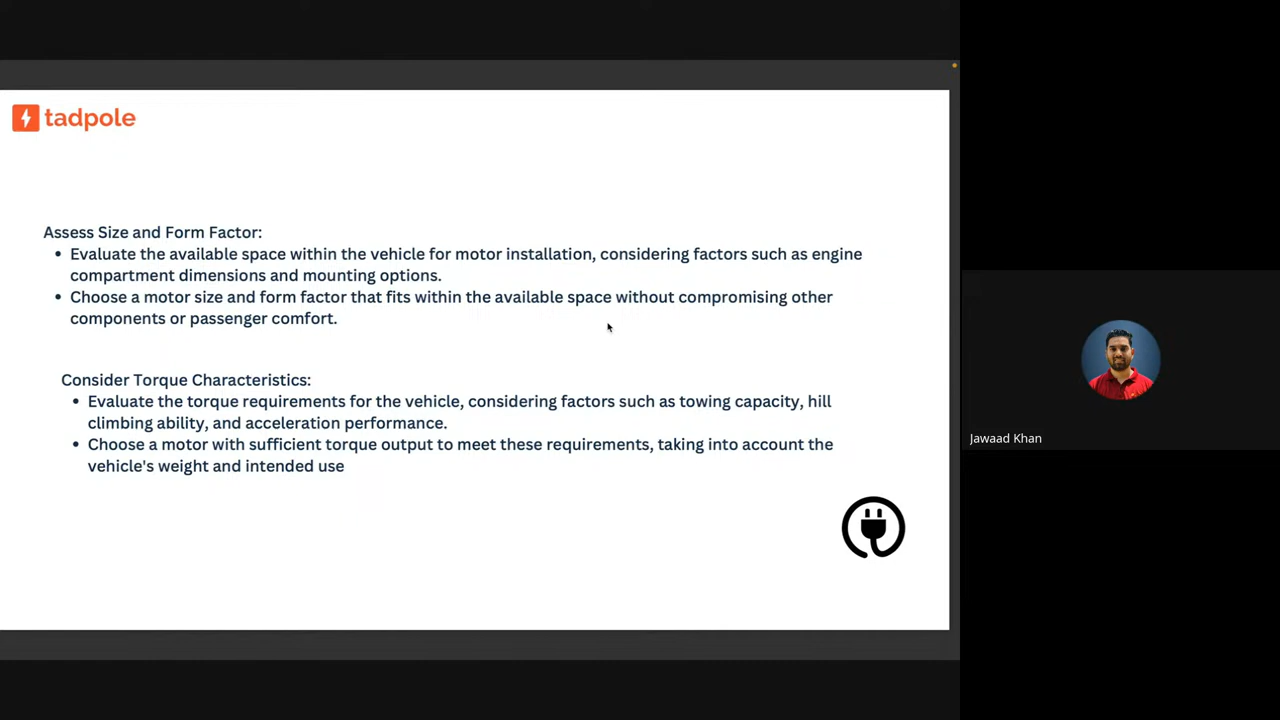 tadpole
Assess Size and Form Factor:
• Evaluate the available space within the vehicle for motor installation, considering factors such as engine
compartment dimensions and mounting options.
• Choose a motor size and form factor that fits within the available space without compromising other
components or passenger comfort.
Consider Torque Characteristics:
• Evaluate the torque requirements for the vehicle, considering factors such as towing capacity, hill
climbing ability, and acceleration performance.
• Choose a motor with sufficient torque output to meet these requirements, taking into account the
vehicle's weight and intended use
Jawaad Khan